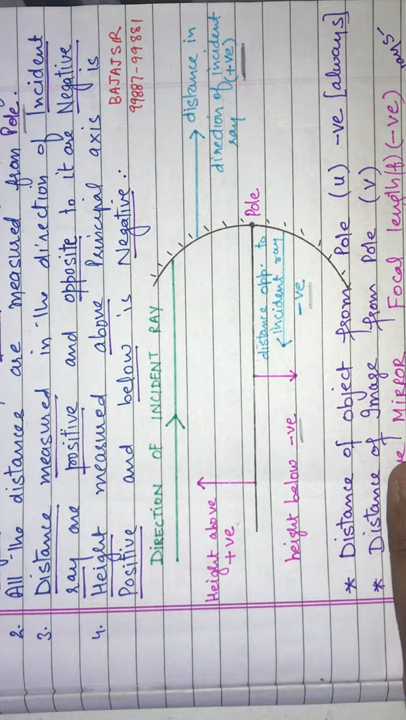 2. All the distances are measured from Pole.
3. Distance measured in the direction of Incident
ray are positive and opposite to it are Negative
4. Height measured above Principal axis is
Positive and below is Negative.
BAJAJ SIR
99887-99881
DIRECTION OF INCIDENT RAY
→ distance in
direction of incident
ray (+ve)
Height above
+ve
Pole
distance opp. to
incident ray
-ve
height below -ve
* Distance of object from Pole (u) -ve [always]
* Distance of Image from Pole (v)
MIRROR Focal length(f) (-ve)